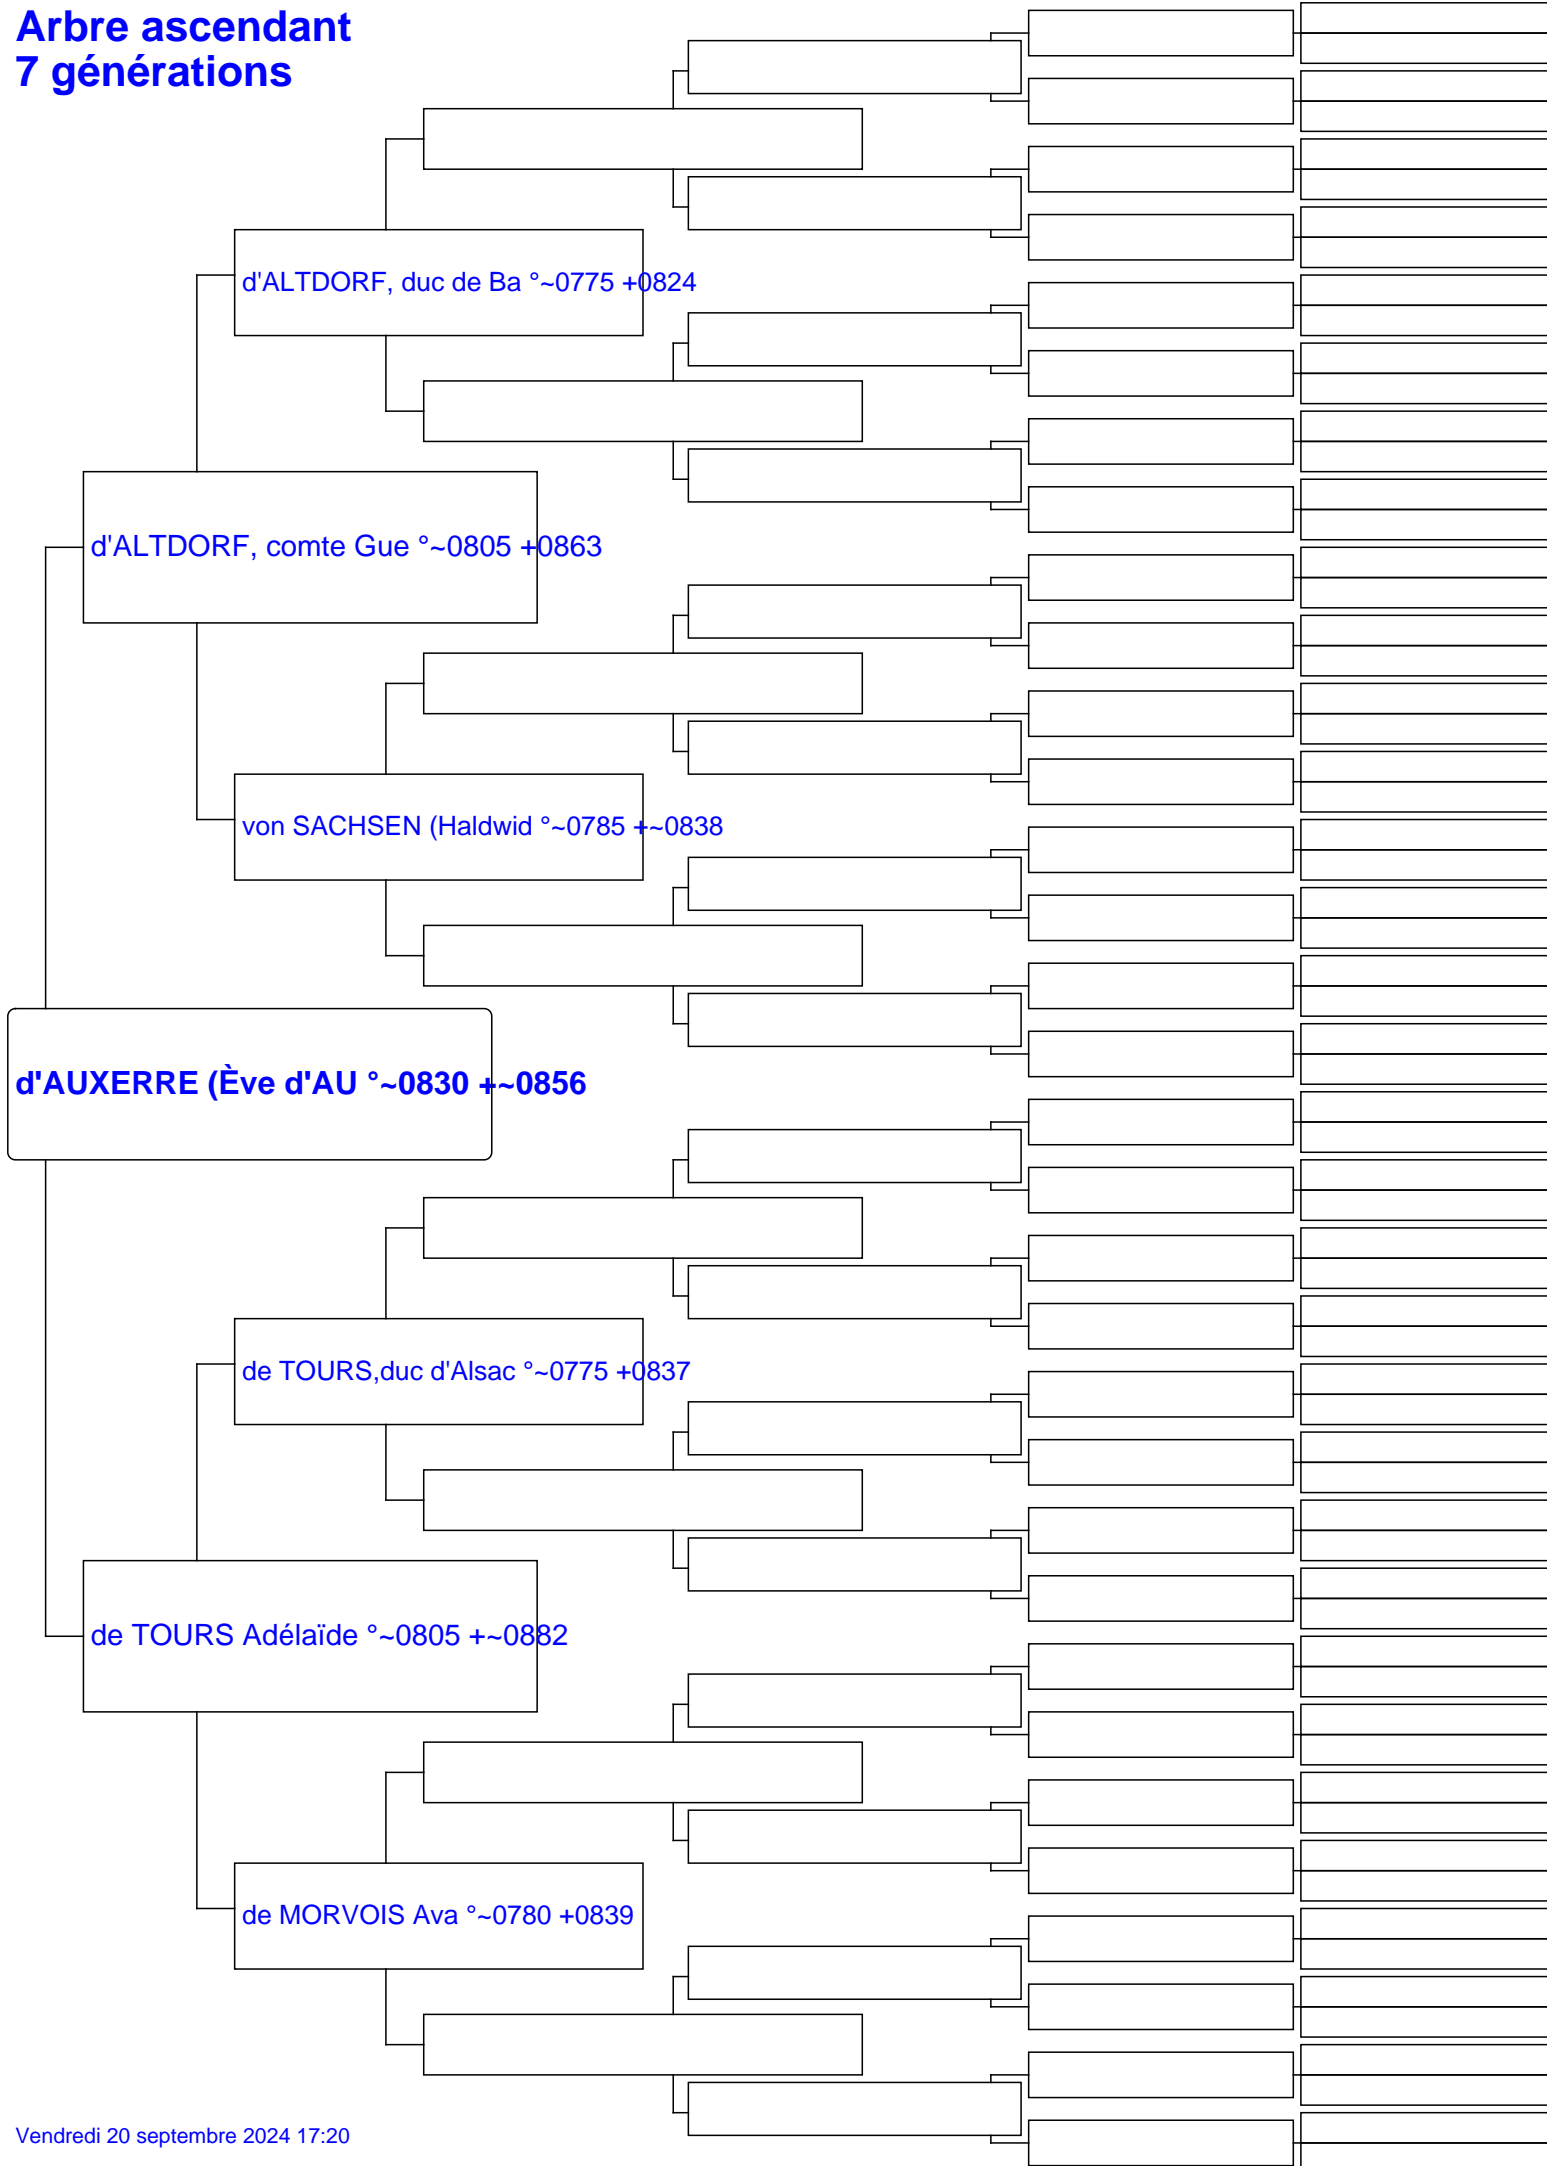 Arbre ascendant
7 générations
d'ALTDORF, duc de Ba °~0775 +0824
d'ALTDORF, comte Gue °~0805 +0863
von SACHSEN (Haldwid °~0785 +~0838
d'AUXERRE (Ève d'AU °~0830 +~0856
de TOURS,duc d'Alsac °~0775 +0837
de TOURS Adélaïde °~0805 +~0882
de MORVOIS Ava °~0780 +0839
Vendredi 20 septembre 2024 17:20